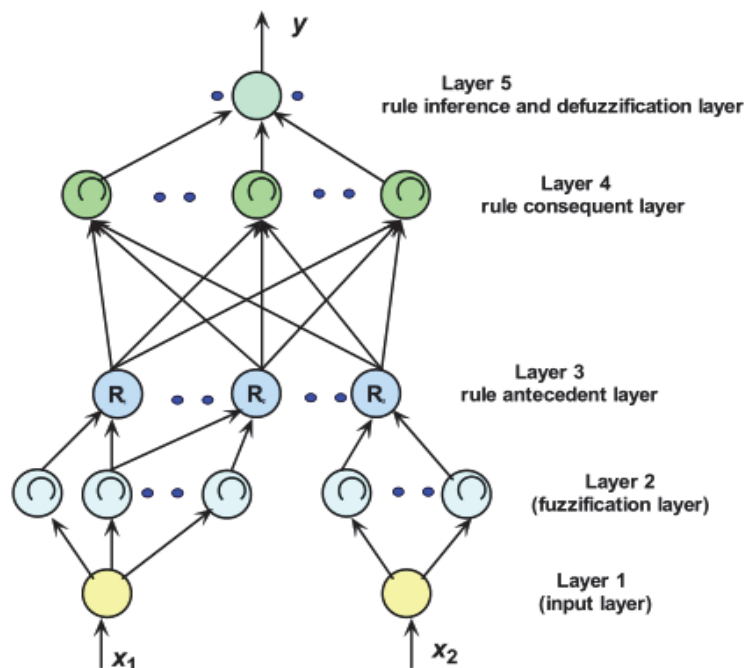 y
Layer 5
rule inference and defuzzification layer
Layer 4
rule consequent layer
R R R
Layer 3
rule antecedent layer
Layer 2
(fuzzification layer)
Layer 1
(input layer)
x1 x2